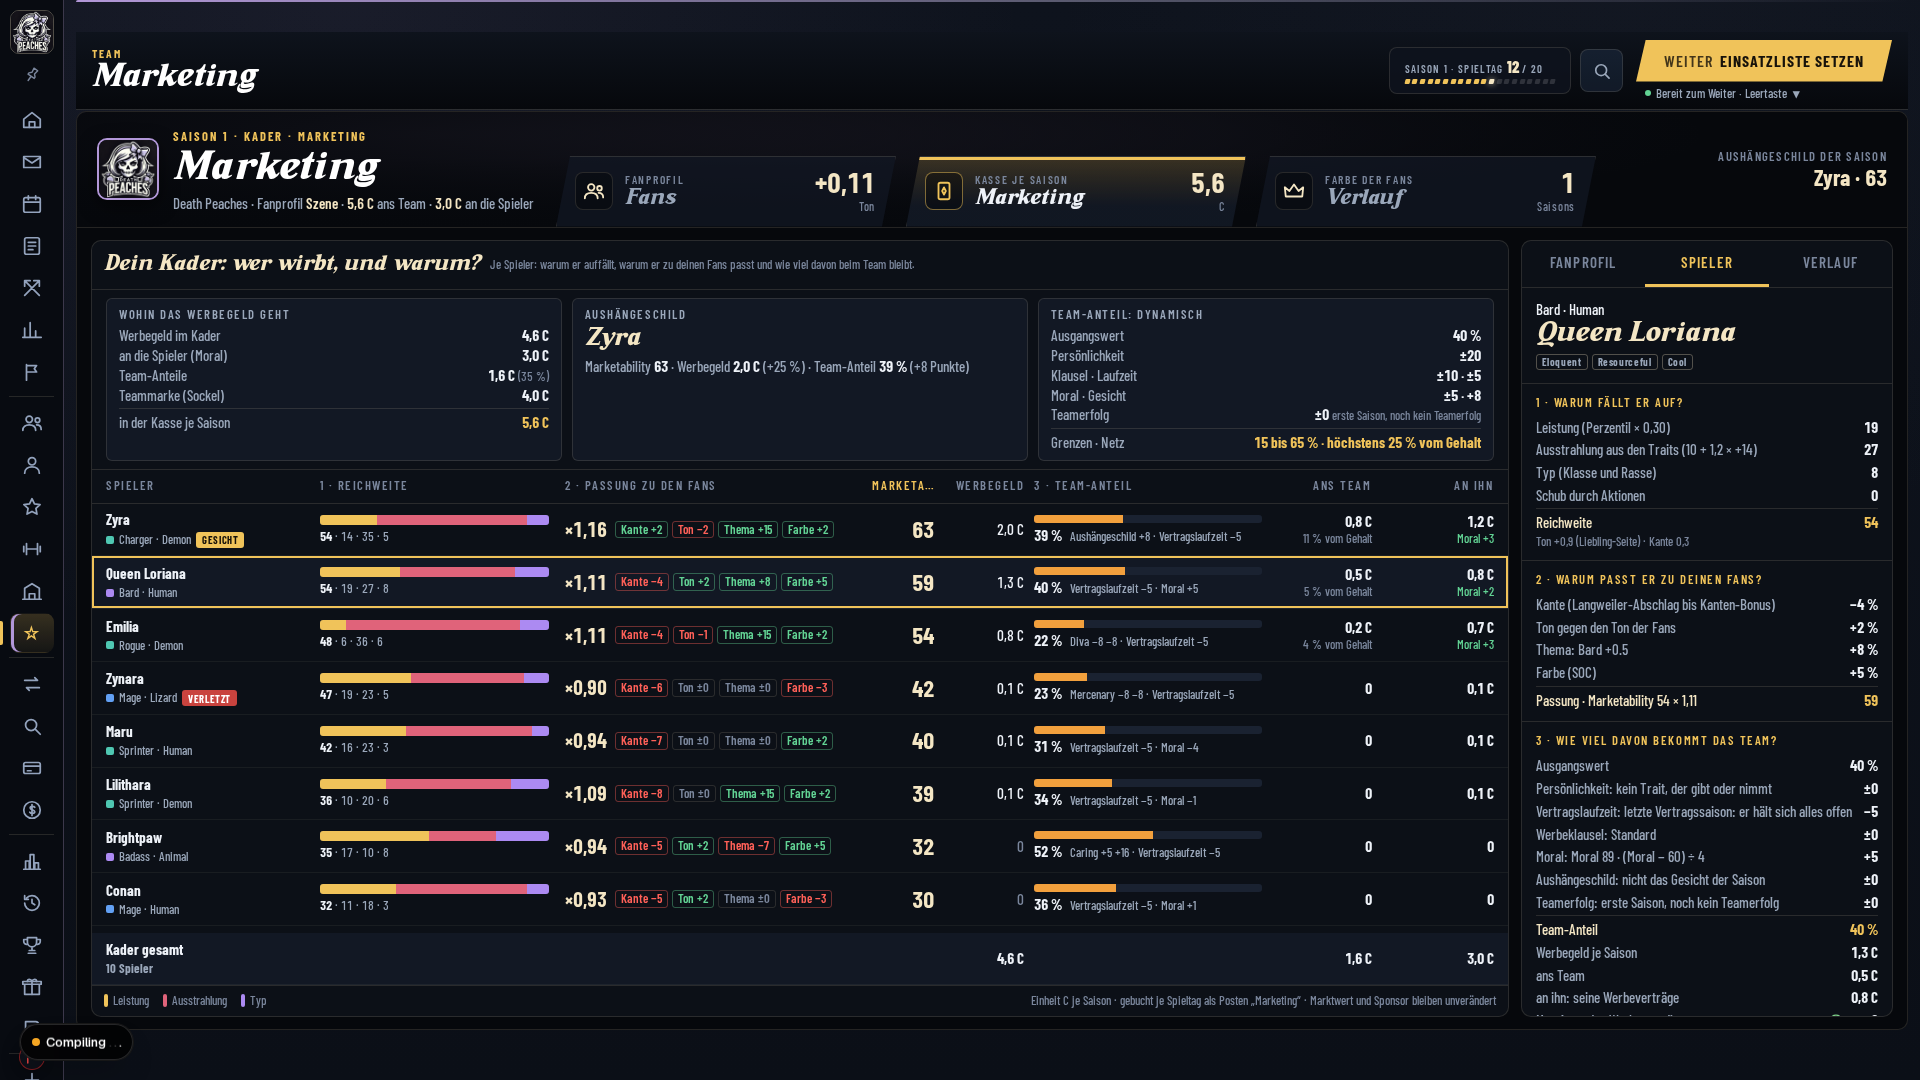 TEAM
Marketing
SAISON 1 · SPIELTAG 12 / 20
WEITER EINSATZLISTE SETZEN
Bereit zum Weiter · Leertaste ▼
SAISON 1 · KADER · MARKETING
Marketing
Death Peaches · Fanprofil Szene · 5,6 C ans Team · 3,0 C an die Spieler
FANPROFIL
Fans
+0,11
Ton
KASSE JE SAISON
Marketing
5,6
C
FARBE DER FANS
Verlauf
1
Saisons
AUSHÄNGESCHILD DER SAISON
Zyra · 63
Dein Kader: wer wirbt, und warum? Je Spieler: warum er auffällt, warum er zu deinen Fans passt und wie viel davon beim Team bleibt.
WOHIN DAS WERBEGELD GEHT
Werbegeld im Kader 4,6 C
an die Spieler (Moral) 3,0 C
Team-Anteile 1,6 C (35 %)
Teammarke (Sockel) 4,0 C
in der Kasse je Saison 5,6 C
AUSHÄNGESCHILD
Zyra
Marketability 63 · Werbegeld 2,0 C (+25 %) · Team-Anteil 39 % (+8 Punkte)
TEAM-ANTEIL: DYNAMISCH
Ausgangswert 40 %
Persönlichkeit ±20
Klausel · Laufzeit ±10 · ±5
Moral · Gesicht ±5 · +8
Teamerfolg ±0 erste Saison, noch kein Teamerfolg
Grenzen · Netz 15 bis 65 % · höchstens 25 % vom Gehalt
SPIELER 1 · REICHWEITE 2 · PASSUNG ZU DEN FANS MARKETA… WERBEGELD 3 · TEAM-ANTEIL ANS TEAM AN IHN
Zyra
Charger · Demon GESICHT
54 · 14 · 35 · 5
×1,16 Kante +2 Ton −2 Thema +15 Farbe +2 63 2,0 C
39 % Aushängeschild +8 · Vertragslaufzeit −5
0,8 C
11 % vom Gehalt
1,2 C
Moral +3
Queen Loriana
Bard · Human
54 · 19 · 27 · 8
×1,11 Kante −4 Ton +2 Thema +8 Farbe +5 59 1,3 C
40 % Vertragslaufzeit −5 · Moral +5
0,5 C
5 % vom Gehalt
0,8 C
Moral +2
Emilia
Rogue · Demon
48 · 6 · 36 · 6
×1,11 Kante −4 Ton −1 Thema +15 Farbe +2 54 0,8 C
22 % Diva −8 −8 · Vertragslaufzeit −5
0,2 C
4 % vom Gehalt
0,7 C
Moral +3
Zynara
Mage · Lizard VERLETZT
47 · 19 · 23 · 5
×0,90 Kante −6 Ton ±0 Thema ±0 Farbe −3 42 0,1 C
23 % Mercenary −8 −8 · Vertragslaufzeit −5
0 0,1 C
Maru
Sprinter · Human
42 · 16 · 23 · 3
×0,94 Kante −7 Ton ±0 Thema ±0 Farbe +2 40 0,1 C
31 % Vertragslaufzeit −5 · Moral −4
0 0,1 C
Lilithara
Sprinter · Demon
36 · 10 · 20 · 6
×1,09 Kante −8 Ton ±0 Thema +15 Farbe +2 39 0,1 C
34 % Vertragslaufzeit −5 · Moral −1
0 0,1 C
Brightpaw
Badass · Animal
35 · 17 · 10 · 8
×0,94 Kante −5 Ton +2 Thema −7 Farbe +5 32 0
52 % Caring +5 +16 · Vertragslaufzeit −5
0 0
Conan
Mage · Human
32 · 11 · 18 · 3
×0,93 Kante −5 Ton +2 Thema ±0 Farbe −3 30 0
36 % Vertragslaufzeit −5 · Moral +1
0 0
Kader gesamt
10 Spieler
4,6 C 1,6 C 3,0 C
Leistung Ausstrahlung Typ
Einheit C je Saison · gebucht je Spieltag als Posten „Marketing“ · Marktwert und Sponsor bleiben unverändert
FANPROFIL SPIELER VERLAUF
Bard · Human
Queen Loriana
Eloquent Resourceful Cool
1 · WARUM FÄLLT ER AUF?
Leistung (Perzentil × 0,30) 19
Ausstrahlung aus den Traits (10 + 1,2 × +14) 27
Typ (Klasse und Rasse) 8
Schub durch Aktionen 0
Reichweite 54
Ton +0,9 (Liebling-Seite) · Kante 0,3
2 · WARUM PASST ER ZU DEINEN FANS?
Kante (Langweiler-Abschlag bis Kanten-Bonus) −4 %
Ton gegen den Ton der Fans +2 %
Thema: Bard +0.5 +8 %
Farbe (SOC) +5 %
Passung · Marketability 54 × 1,11 59
3 · WIE VIEL DAVON BEKOMMT DAS TEAM?
Ausgangswert 40 %
Persönlichkeit: kein Trait, der gibt oder nimmt ±0
Vertragslaufzeit: letzte Vertragssaison: er hält sich alles offen −5
Werbeklausel: Standard ±0
Moral: Moral 89 · (Moral − 60) ÷ 4 +5
Aushängeschild: nicht das Gesicht der Saison ±0
Teamerfolg: erste Saison, noch kein Teamerfolg ±0
Team-Anteil 40 %
Werbegeld je Saison 1,3 C
ans Team 0,5 C
an ihn: seine Werbeverträge 0,8 C
Compiling ...